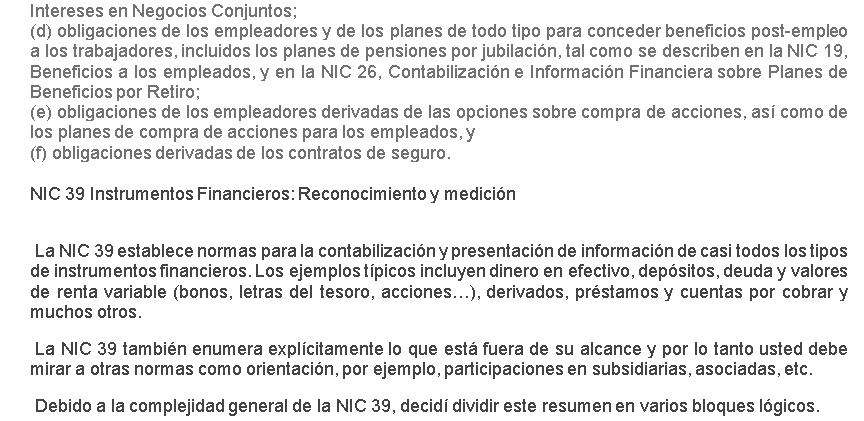 Intereses en Negocios Conjuntos;
(d) obligaciones de los empleadores y de los planes de todo tipo para conceder beneficios post-empleo
a los trabajadores, incluidos los planes de pensiones por jubilación, tal como se describen en la NIC 19,
Beneficios a los empleados, y en la NIC 26, Contabilización e Información Financiera sobre Planes de
Beneficios por Retiro;
(e) obligaciones de los empleadores derivadas de las opciones sobre compra de acciones, así como de
los planes de compra de acciones para los empleados, y
(f) obligaciones derivadas de los contratos de seguro.
NIC 39 Instrumentos Financieros: Reconocimiento y medición
La NIC 39 establece normas para la contabilización y presentación de información de casi todos los tipos
de instrumentos financieros. Los ejemplos típicos incluyen dinero en efectivo, depósitos, deuda y valores
de renta variable (bonos, letras del tesoro, acciones…), derivados, préstamos y cuentas por cobrar y
muchos otros.
La NIC 39 también enumera explícitamente lo que está fuera de su alcance y por lo tanto usted debe
mirar a otras normas como orientación, por ejemplo, participaciones en subsidiarias, asociadas, etc.
Debido a la complejidad general de la NIC 39, decidí dividir este resumen en varios bloques lógicos.